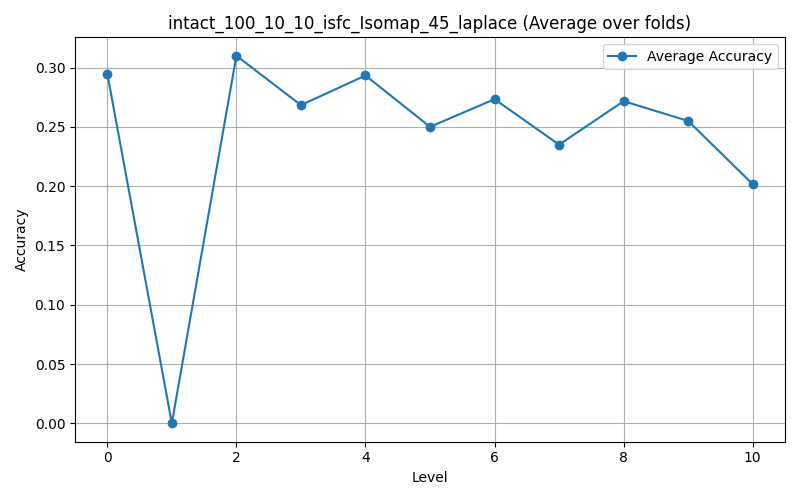 intact_100_10_10_isfc_Isomap_45_laplace (Average over folds)
Average Accuracy
0.30
0.25
0.20
0.15
0.10
0.05
0.00
Accuracy
0 2 4 6 8 10
Level